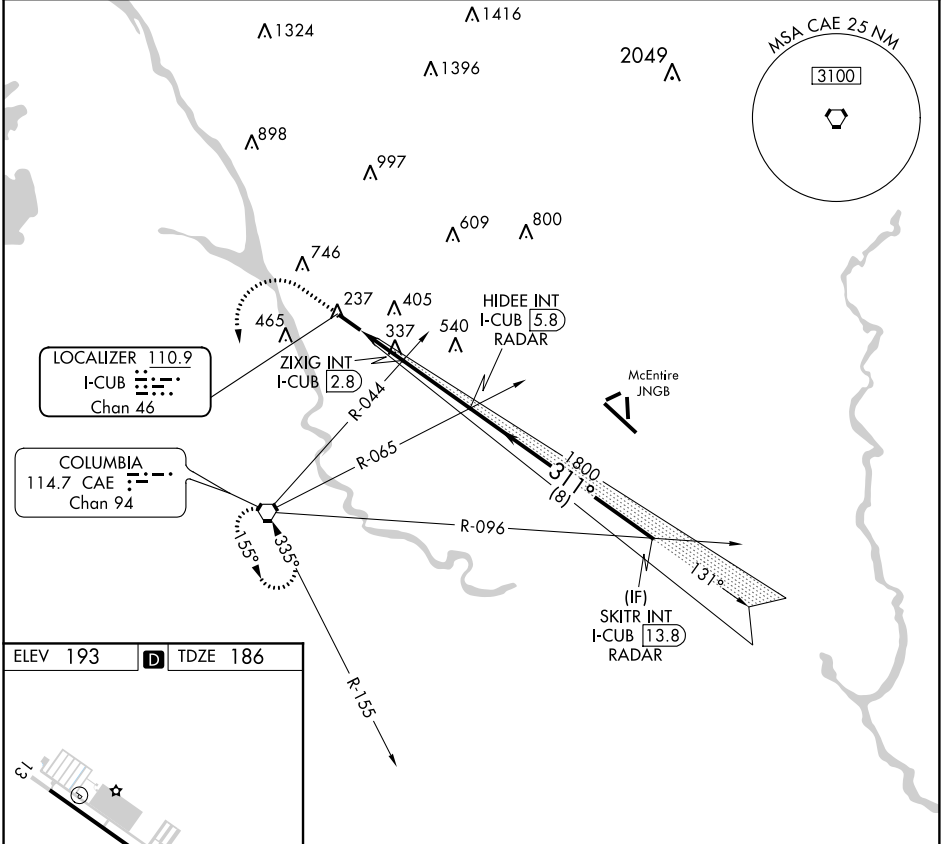 1416
1324
1396
2049
MSA CAE 25 NM
3100
898
997
609
800
746
237
405
465
337
540
HIDEE INT
I-CUB 5.8
RADAR
LOCALIZER 110.9
I-CUB
Chan 46
ZIXIG INT
I-CUB 2.8
McEntire
JNGB
R-044
R-065
1800
311°
(8)
COLUMBIA
114.7 CAE
Chan 94
R-096
155°
335°
131°
(IF)
SKITR INT
I-CUB 13.8
RADAR
R-155
ELEV 193
D
TDZE 186
13